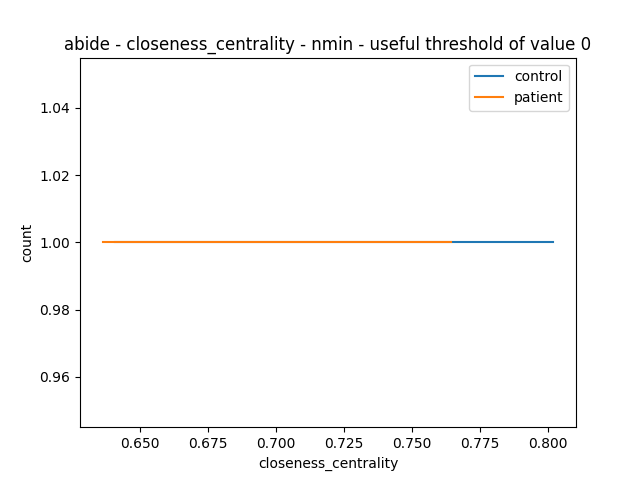 abide - closeness_centrality - nmin - useful threshold of value 0
control
patient
1.04
1.02
1.00
0.98
0.96
count
0.650 0.675 0.700 0.725 0.750 0.775 0.800
closeness_centrality